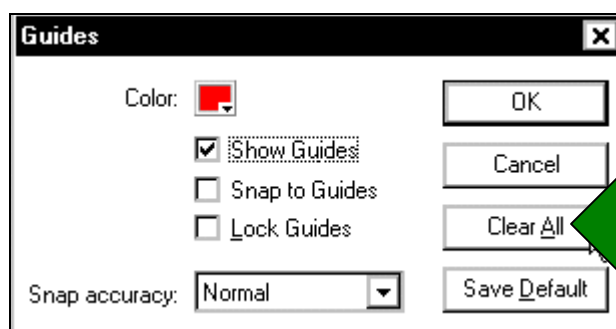 Guides
Color:
OK
Show Guides
Cancel
Snap to Guides
Lock Guides
Clear All
Snap accuracy: Normal
Save Default